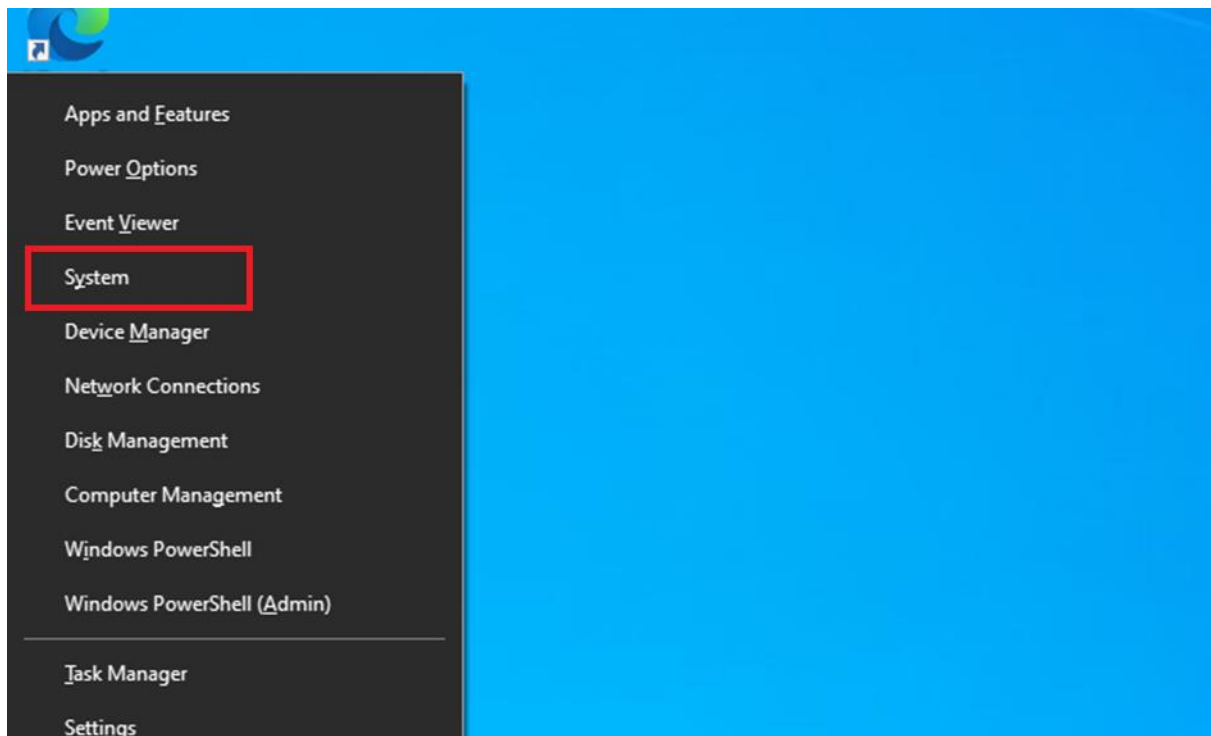 Apps and Features
Power Options
Event Viewer
System
Device Manager
Network Connections
Disk Management
Computer Management
Windows PowerShell
Windows PowerShell (Admin)
Task Manager
Settings